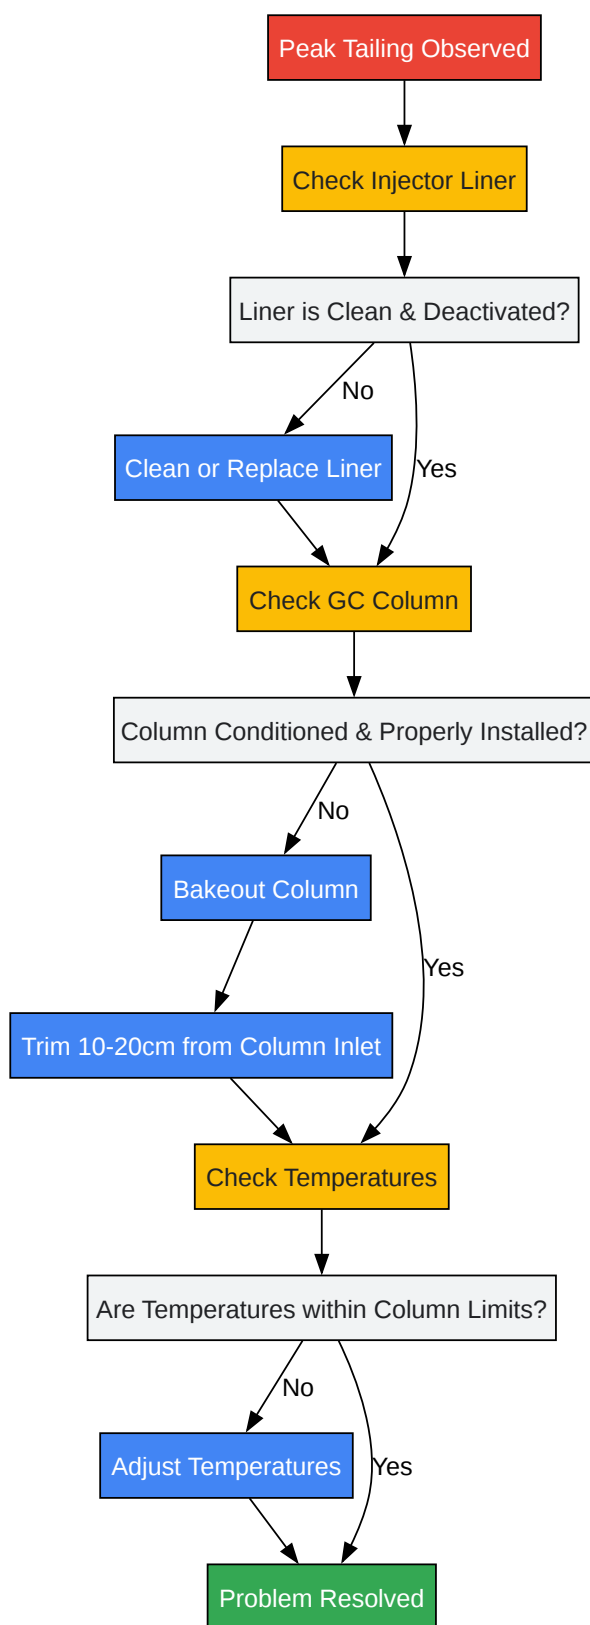 Peak Tailing Observed
Check Injector Liner
Liner is Clean & Deactivated?
No
Clean or Replace Liner
Yes
Check GC Column
Column Conditioned & Properly Installed?
No
Bakeout Column
Yes
Trim 10-20cm from Column Inlet
Check Temperatures
Are Temperatures within Column Limits?
No
Adjust Temperatures
Yes
Problem Resolved